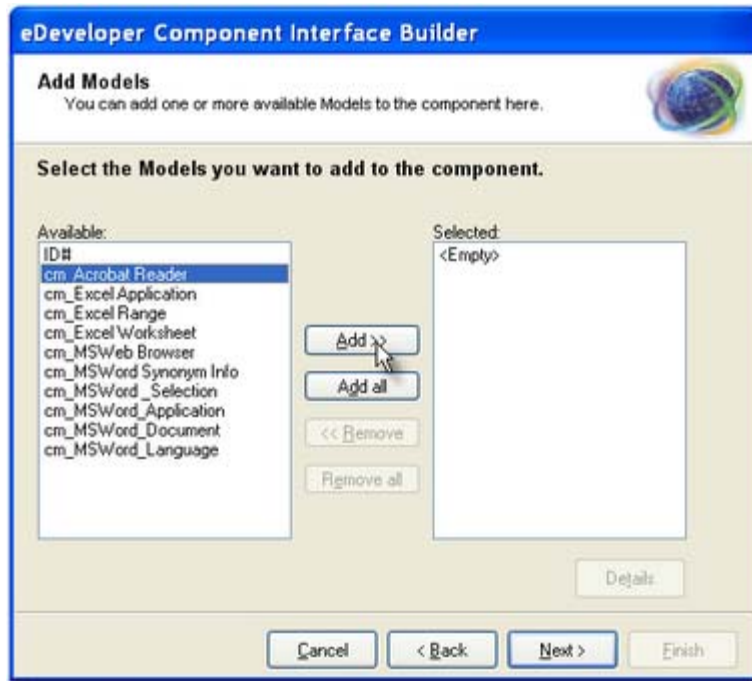 eDeveloper Component Interface Builder
Add Models
You can add one or more available Models to the component here.
Select the Models you want to add to the component.
Available:
ID#
cm_Acrobat Reader
cm_Excel Application
cm_Excel Range
cm_Excel Worksheet
cm_MSWeb Browser
cm_MSWord Synonym Info
cm_MSWord _Selection
cm_MSWord_Application
cm_MSWord_Document
cm_MSWord_Language
Add >>
Add all
<< Remove
Remove all
Selected:
<Empty>
Details
Cancel
< Back
Next >
Finish